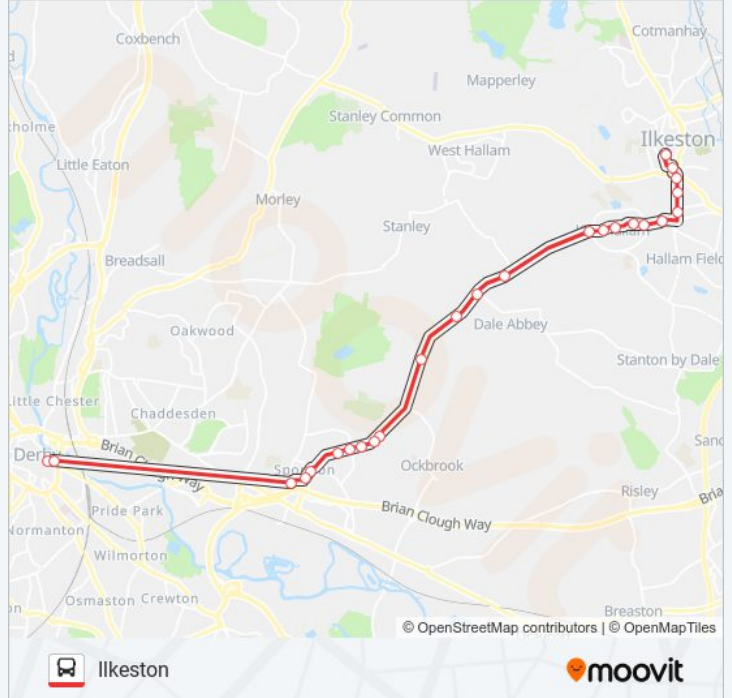 Coxbench
Cotmanhay
Mapperley
Stanley Common
Ilkeston
West Hallam
Little Eaton
Morley
Stanley
Hallam Field
Breadsall
Oakwood
Dale Abbey
Stanton by Dale
Little Chester
Chaddesden
Derby
Brian Clough Way
Ockbrook
Risley
Pride Park
Brian Clough Way
Normanton
Wilmorton
Osmaston
Crewton
Breaston
© OpenStreetMap contributors | © OpenMapTiles
Ilkeston
moovit